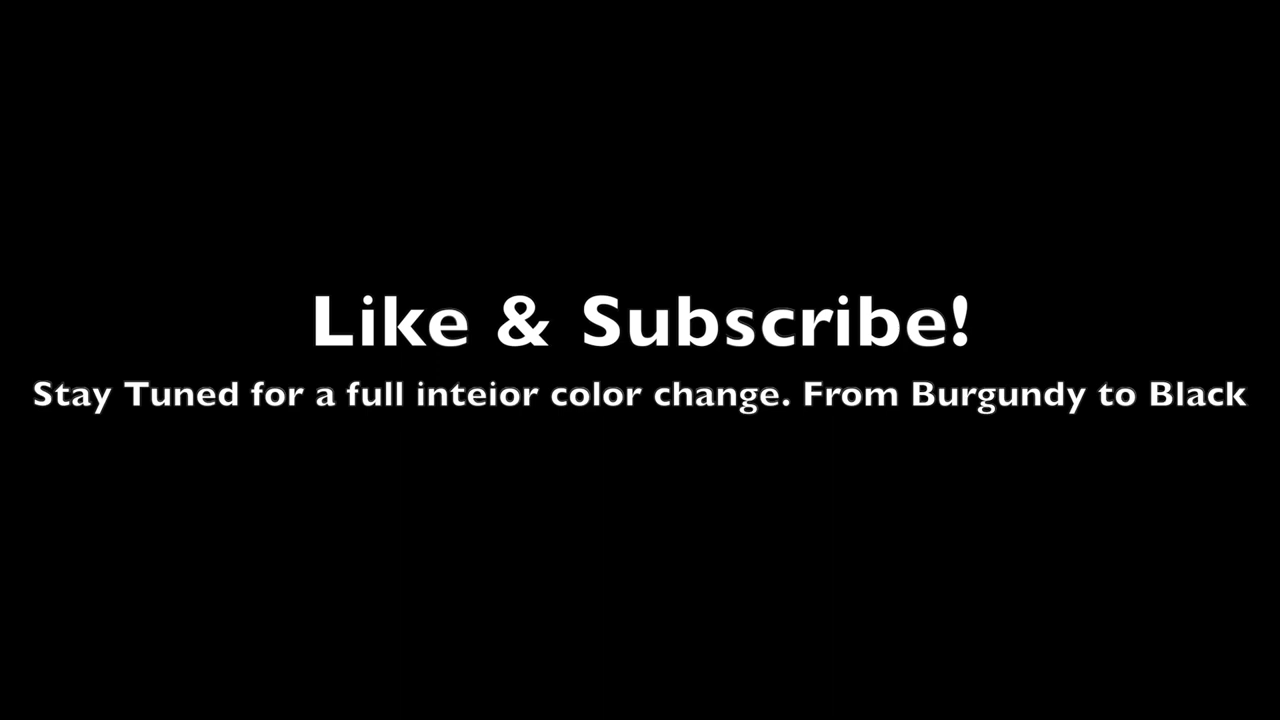 Like & Subscribe!
Stay Tuned for a full inteior color change. From Burgundy to Black